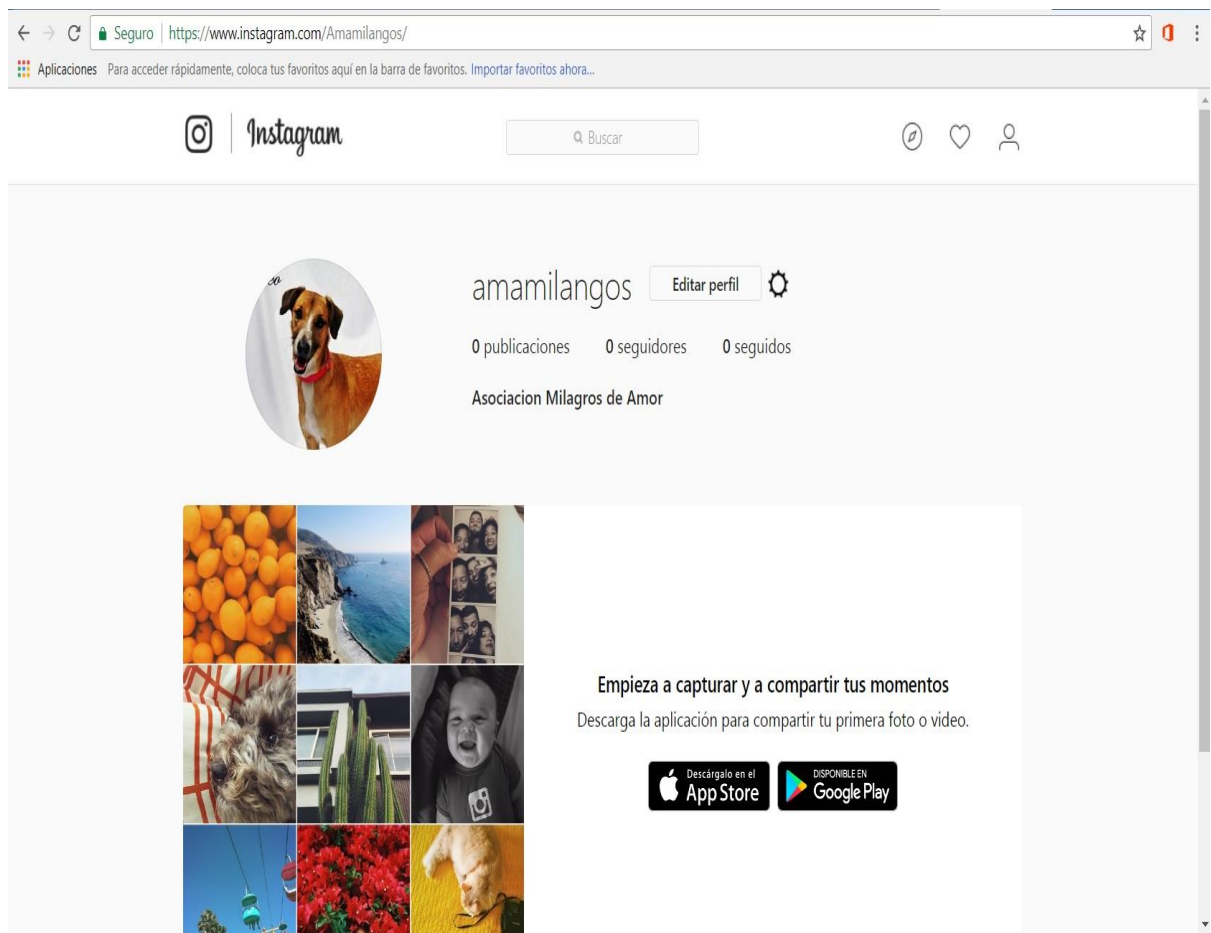 Seguro | https://www.instagram.com/Amamilangos/
Aplicaciones Para acceder rápidamente, coloca tus favoritos aquí en la barra de favoritos. Importar favoritos ahora...
Instagram
Buscar
amamilangos Editar perfil
0 publicaciones 0 seguidores 0 seguidos
Asociacion Milagros de Amor
Empieza a capturar y a compartir tus momentos
Descarga la aplicación para compartir tu primera foto o video.
Descárgalo en el
App Store
DISPONIBLE EN
Google Play